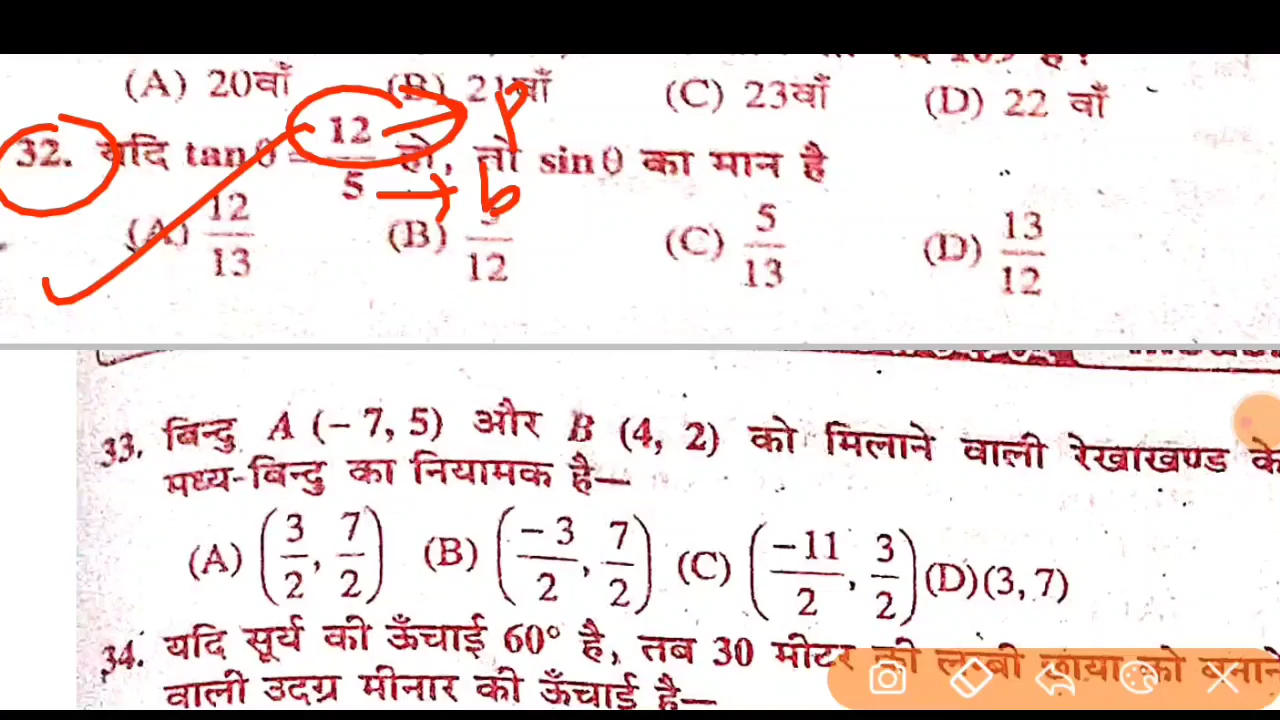 (A) 20वाँ (B) 21वाँ (C) 23वाँ (D) 22 वाँ
32. यदि tan θ = 12/5 हो, तो sin θ का मान है
p
b
(A) 12/13 (B) 5/12 (C) 5/13 (D) 13/12
33. बिन्दु A (– 7, 5) और B (4, 2) को मिलाने वाली रेखाखण्ड के
मध्य-बिन्दु का नियामक है—
(A) (3/2, 7/2) (B) (–3/2, 7/2) (C) (–11/2, 3/2) (D) (3, 7)
34. यदि सूर्य की ऊँचाई 60° है, तब 30 मीटर की लम्बी छाया को बनाने
वाली उदग्र मीनार की ऊँचाई है—